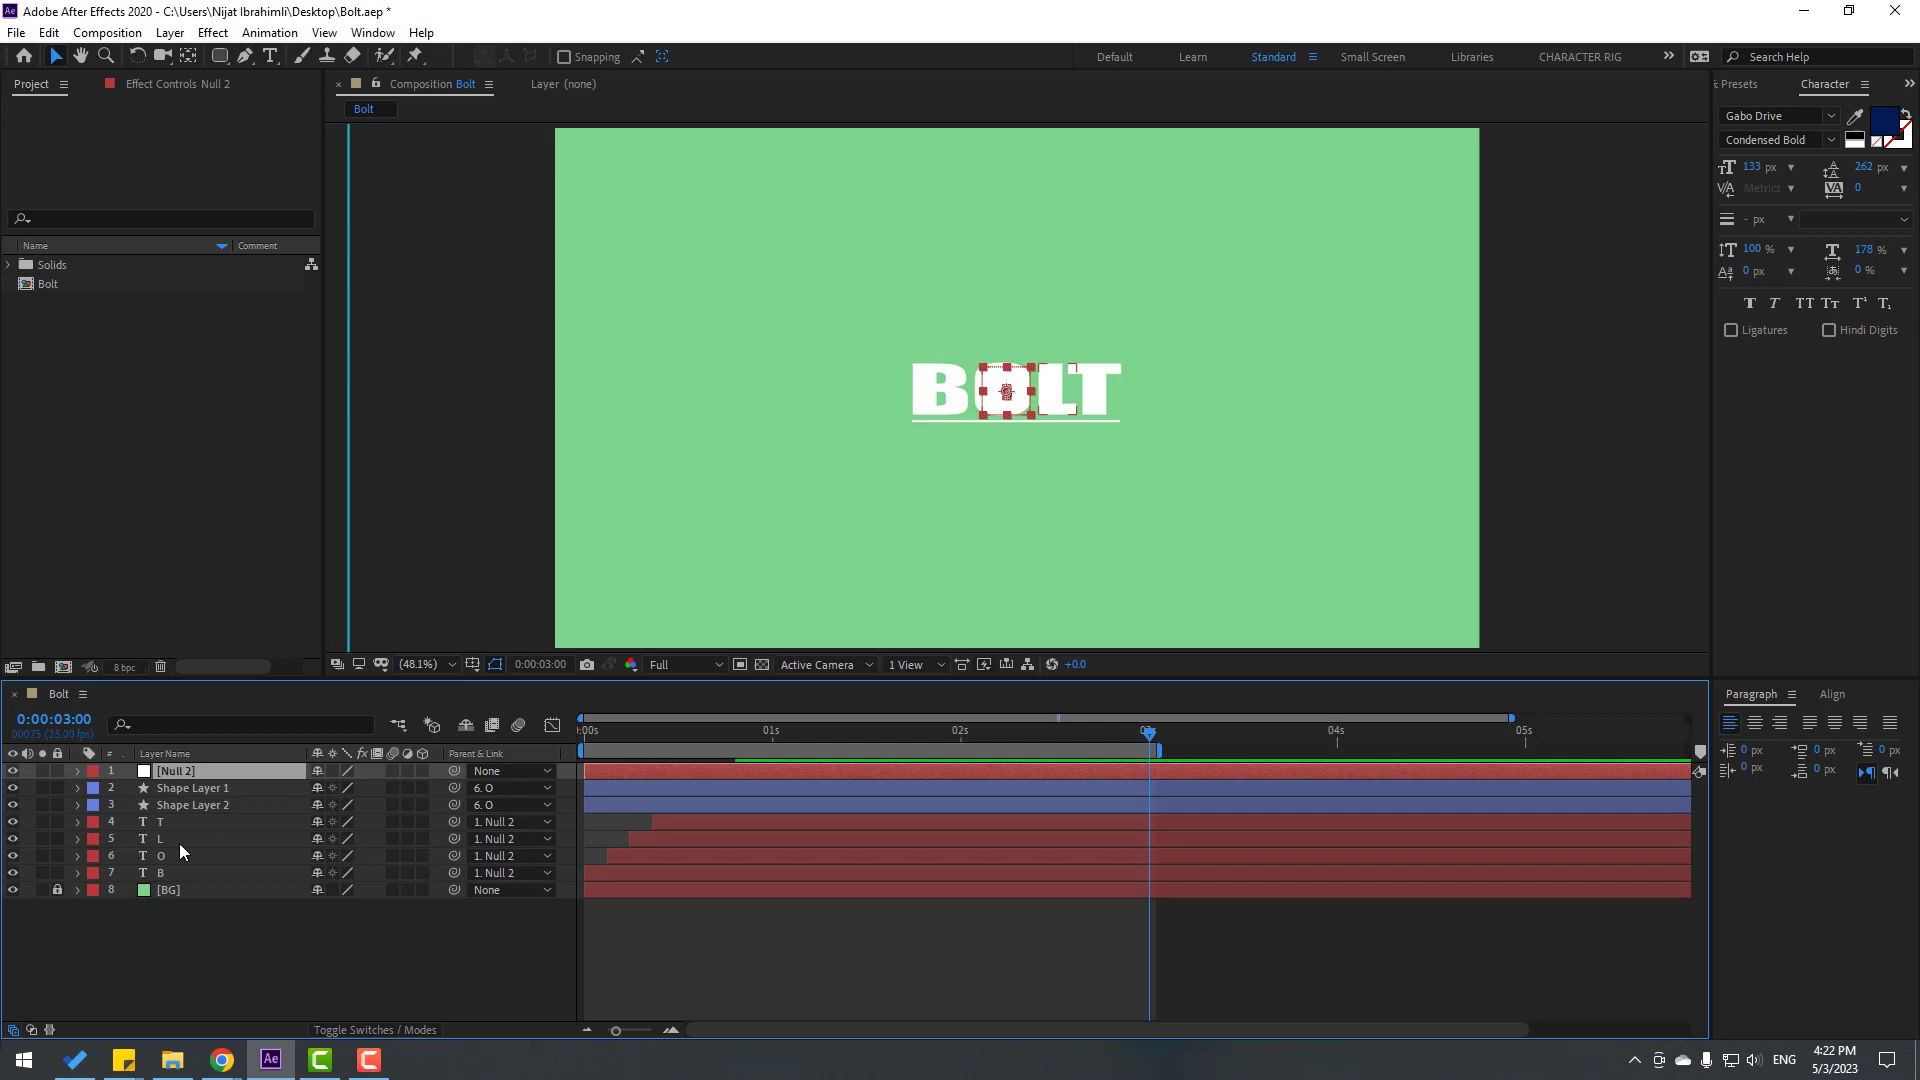 Adobe After Effects 2020 - C:\Users\Nijat Ibrahimli\Desktop\Bolt.aep *
File Edit Composition Layer Effect Animation View Window Help
Snapping Default Learn Standard Small Screen Libraries CHARACTER RIG Search Help
Project Effect Controls Null 2 Composition Bolt Layer (none) Presets Character
Bolt
Gabo Drive
Condensed Bold
133 px 262 px
Metrics 0
- px
100 % 178 %
0 px 0 %
Ligatures Hindi Digits
Name Comment
Solids
Bolt
BOLT
8 bpc (48.1%) 0:00:03:00 Full Active Camera 1 View +0.0
Bolt Paragraph Align
0:00:03:00
00075 (25.00 fps)
:00s 01s 02s 04s 05s
0 px 0 px 0 px
0 px 0 px
# Layer Name Parent & Link
1 [Null 2] None
2 Shape Layer 1 6. O
3 Shape Layer 2 6. O
4 T T 1. Null 2
5 T L 1. Null 2
6 T O 1. Null 2
7 T B 1. Null 2
8 [BG] None
Toggle Switches / Modes
Ae ENG 4:22 PM
5/3/2023